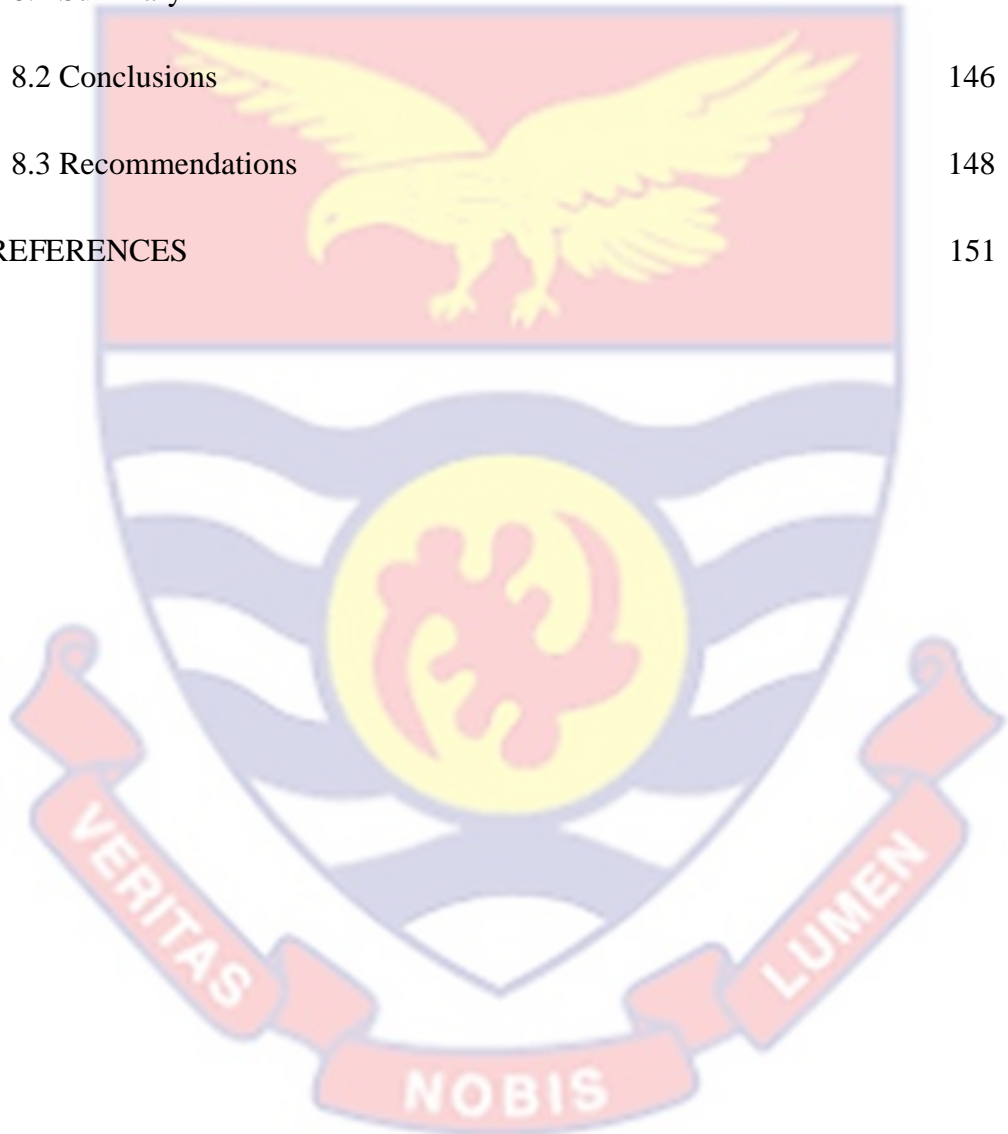 8.2 Conclusions 146
8.3 Recommendations 148
REFERENCES 151
VERITAS
NOBIS
LUMEN